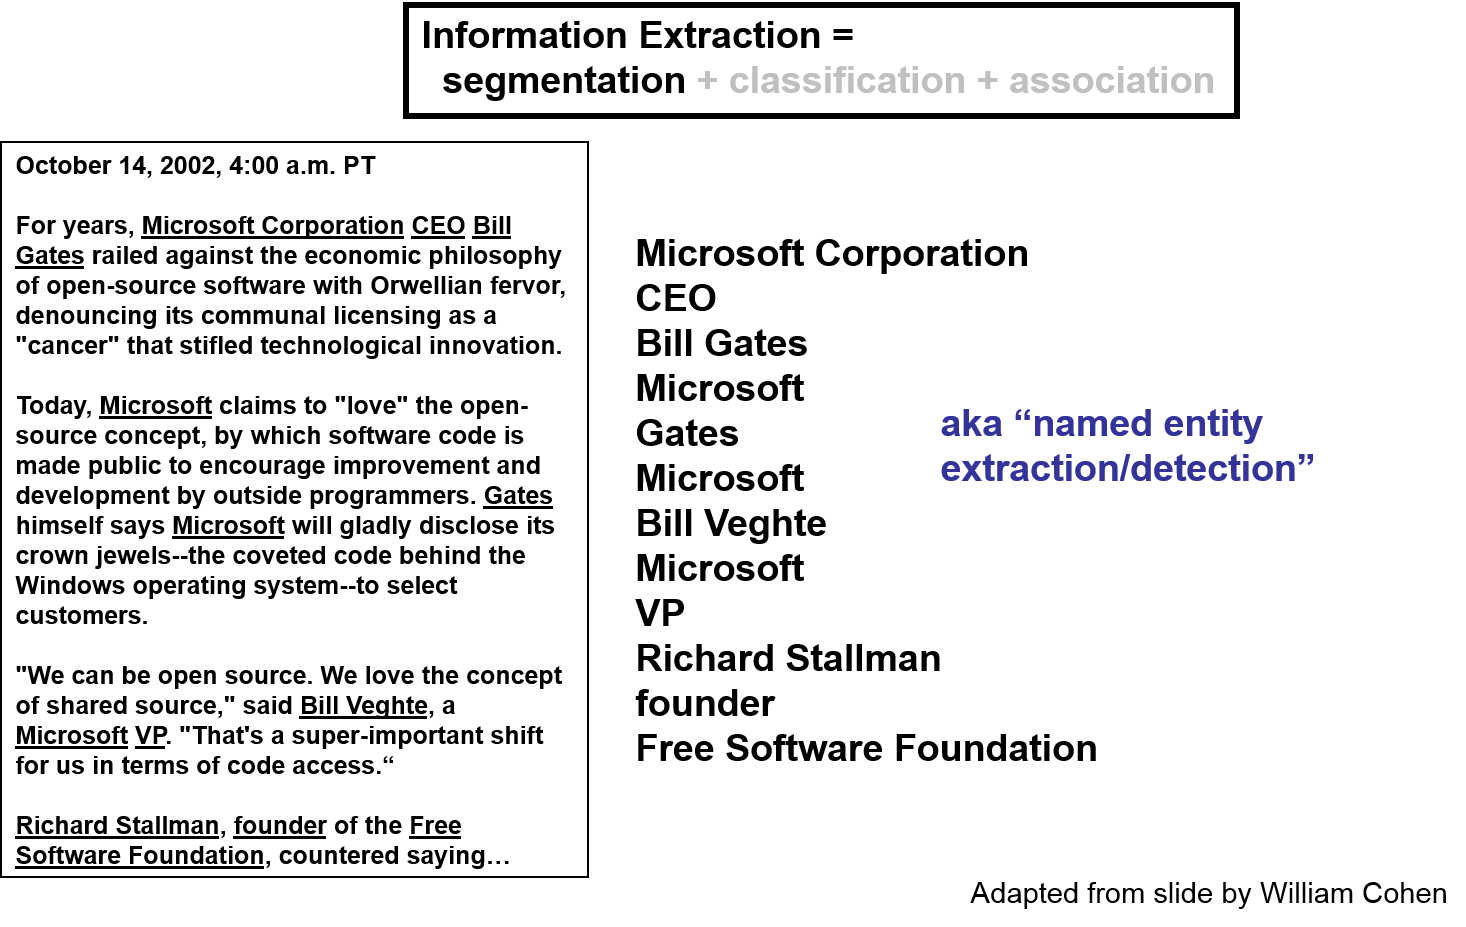 Information Extraction =
segmentation + classification + association
October 14, 2002, 4:00 a.m. PT
For years, Microsoft Corporation CEO Bill
Gates railed against the economic philosophy
of open-source software with Orwellian fervor,
denouncing its communal licensing as a
"cancer" that stifled technological innovation.
Today, Microsoft claims to "love" the open-
source concept, by which software code is
made public to encourage improvement and
development by outside programmers. Gates
himself says Microsoft will gladly disclose its
crown jewels--the coveted code behind the
Windows operating system--to select
customers.
"We can be open source. We love the concept
of shared source," said Bill Veghte, a
Microsoft VP. "That's a super-important shift
for us in terms of code access.“
Richard Stallman, founder of the Free
Software Foundation, countered saying…
Microsoft Corporation
CEO
Bill Gates
Microsoft
Gates
Microsoft
Bill Veghte
Microsoft
VP
Richard Stallman
founder
Free Software Foundation
aka “named entity
extraction/detection”
Adapted from slide by William Cohen